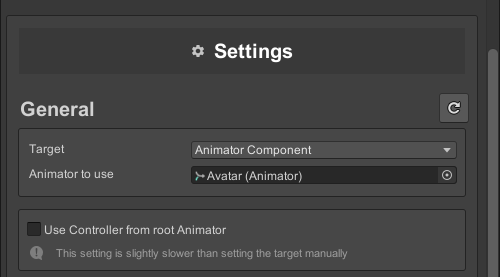 Settings
General
Target
Animator Component
Animator to use
Avatar (Animator)
Use Controller from root Animator
This setting is slightly slower than setting the target manually